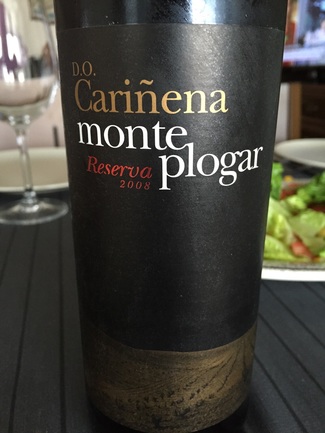 D.O.
Cariñena
monte
plogar
Reserva
2008